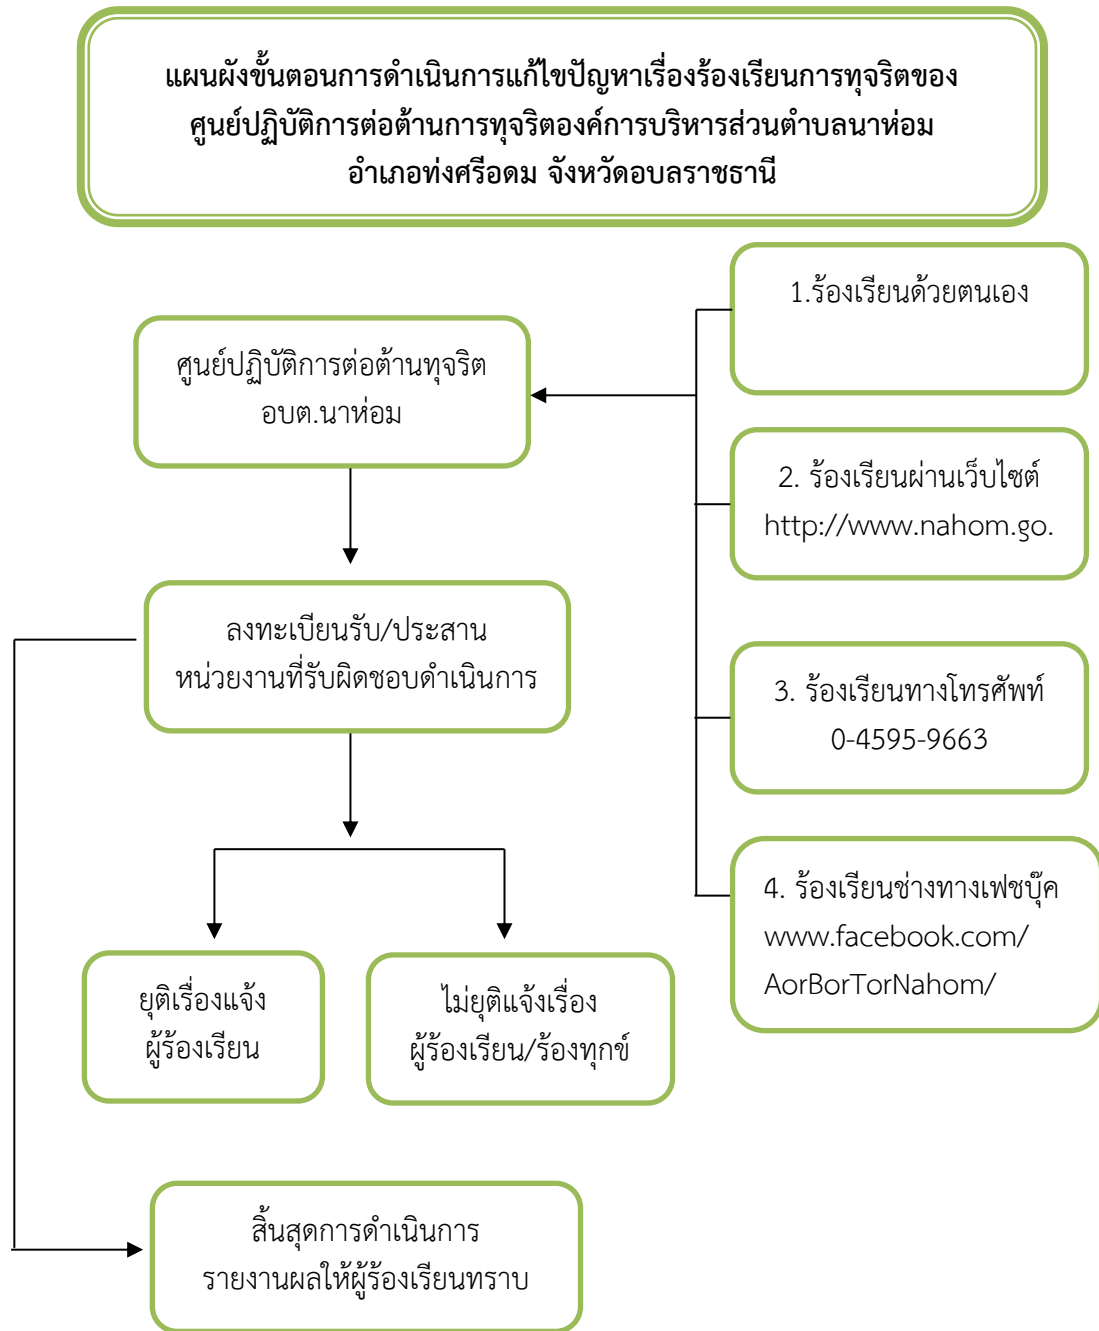 แผนผังขั้นตอนการดำเนินการแก้ไขปัญหาเรื่องร้องเรียนการทุจริตของ
ศูนย์ปฏิบัติการต่อต้านการทุจริตองค์การบริหารส่วนตำบลนาห่อม
อำเภอท่งศรีอดม จังหวัดอบลราชธานี
1.ร้องเรียนด้วยตนเอง
ศูนย์ปฏิบัติการต่อต้านทุจริต
อบต.นาห่อม
2. ร้องเรียนผ่านเว็บไซต์
http://www.nahom.go.
ลงทะเบียนรับ/ประสาน
หน่วยงานที่รับผิดชอบดำเนินการ
3. ร้องเรียนทางโทรศัพท์
0-4595-9663
4. ร้องเรียนช่างทางเฟซบุ๊ค
www.facebook.com/
AorBorTorNahom/
ยุติเรื่องแจ้ง
ผู้ร้องเรียน
ไม่ยุติแจ้งเรื่อง
ผู้ร้องเรียน/ร้องทุกข์
สิ้นสุดการดำเนินการ
รายงานผลให้ผู้ร้องเรียนทราบ